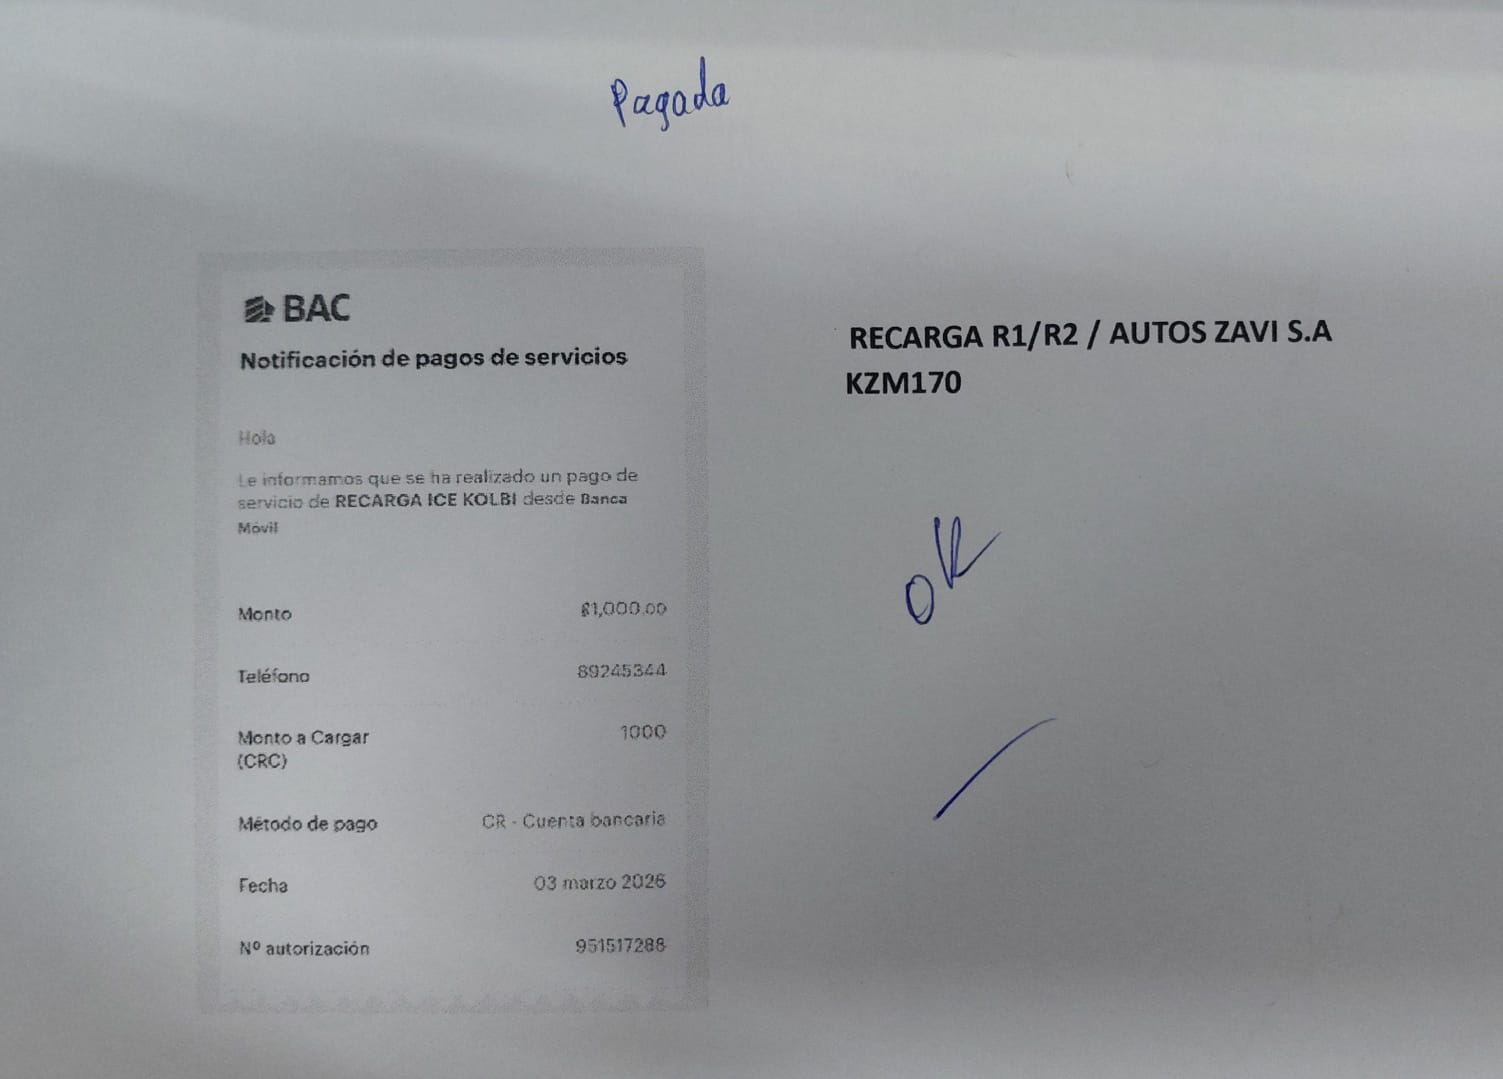 Pagada
BAC
Notificación de pagos de servicios
Hola
Le informamos que se ha realizado un pago de
servicio de RECARGA ICE KOLBI desde Banca
Móvil
Monto ₡1,000.00
Teléfono 89245344
Monto a Cargar 1000
(CRC)
Método de pago CR - Cuenta bancaria
Fecha 03 marzo 2026
Nº autorización 951517288
RECARGA R1/R2 / AUTOS ZAVI S.A
KZM170
OK